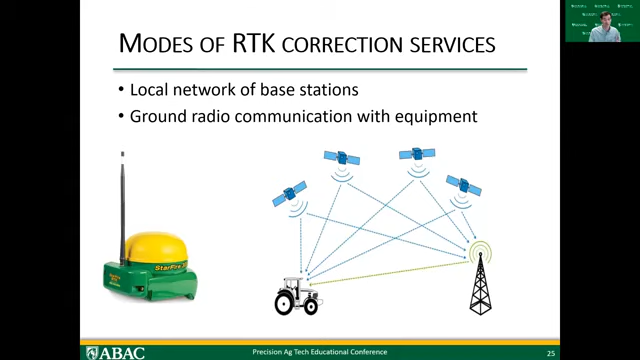 MODES OF RTK CORRECTION SERVICES
• Local network of base stations
• Ground radio communication with equipment
StarFire
ABAC
Precision Ag Tech Educational Conference
25